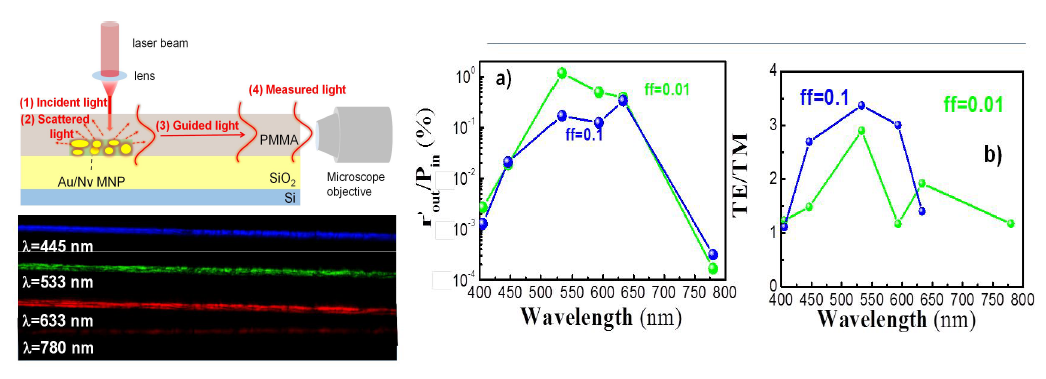 laser beam
lens
(1) Incident light
(2) Scattered
light
(3) Guided light
(4) Measured light
PMMA
SiO2
Si
Au/Nv MNP
Microscope
objective
λ=445 nm
λ=533 nm
λ=633 nm
λ=780 nm
a)
ff=0.01
ff=0.1
/Pin (%)
10^0
10^-1
10^-2
10^-3
10^-4
400 450 500 550 600 650 700 750 800
Wavelength (nm)
b)
ff=0.1
ff=0.01
TE/TM
4
3
2
1
0
400 450 500 550 600 650 700 750 800
Wavelength (nm)